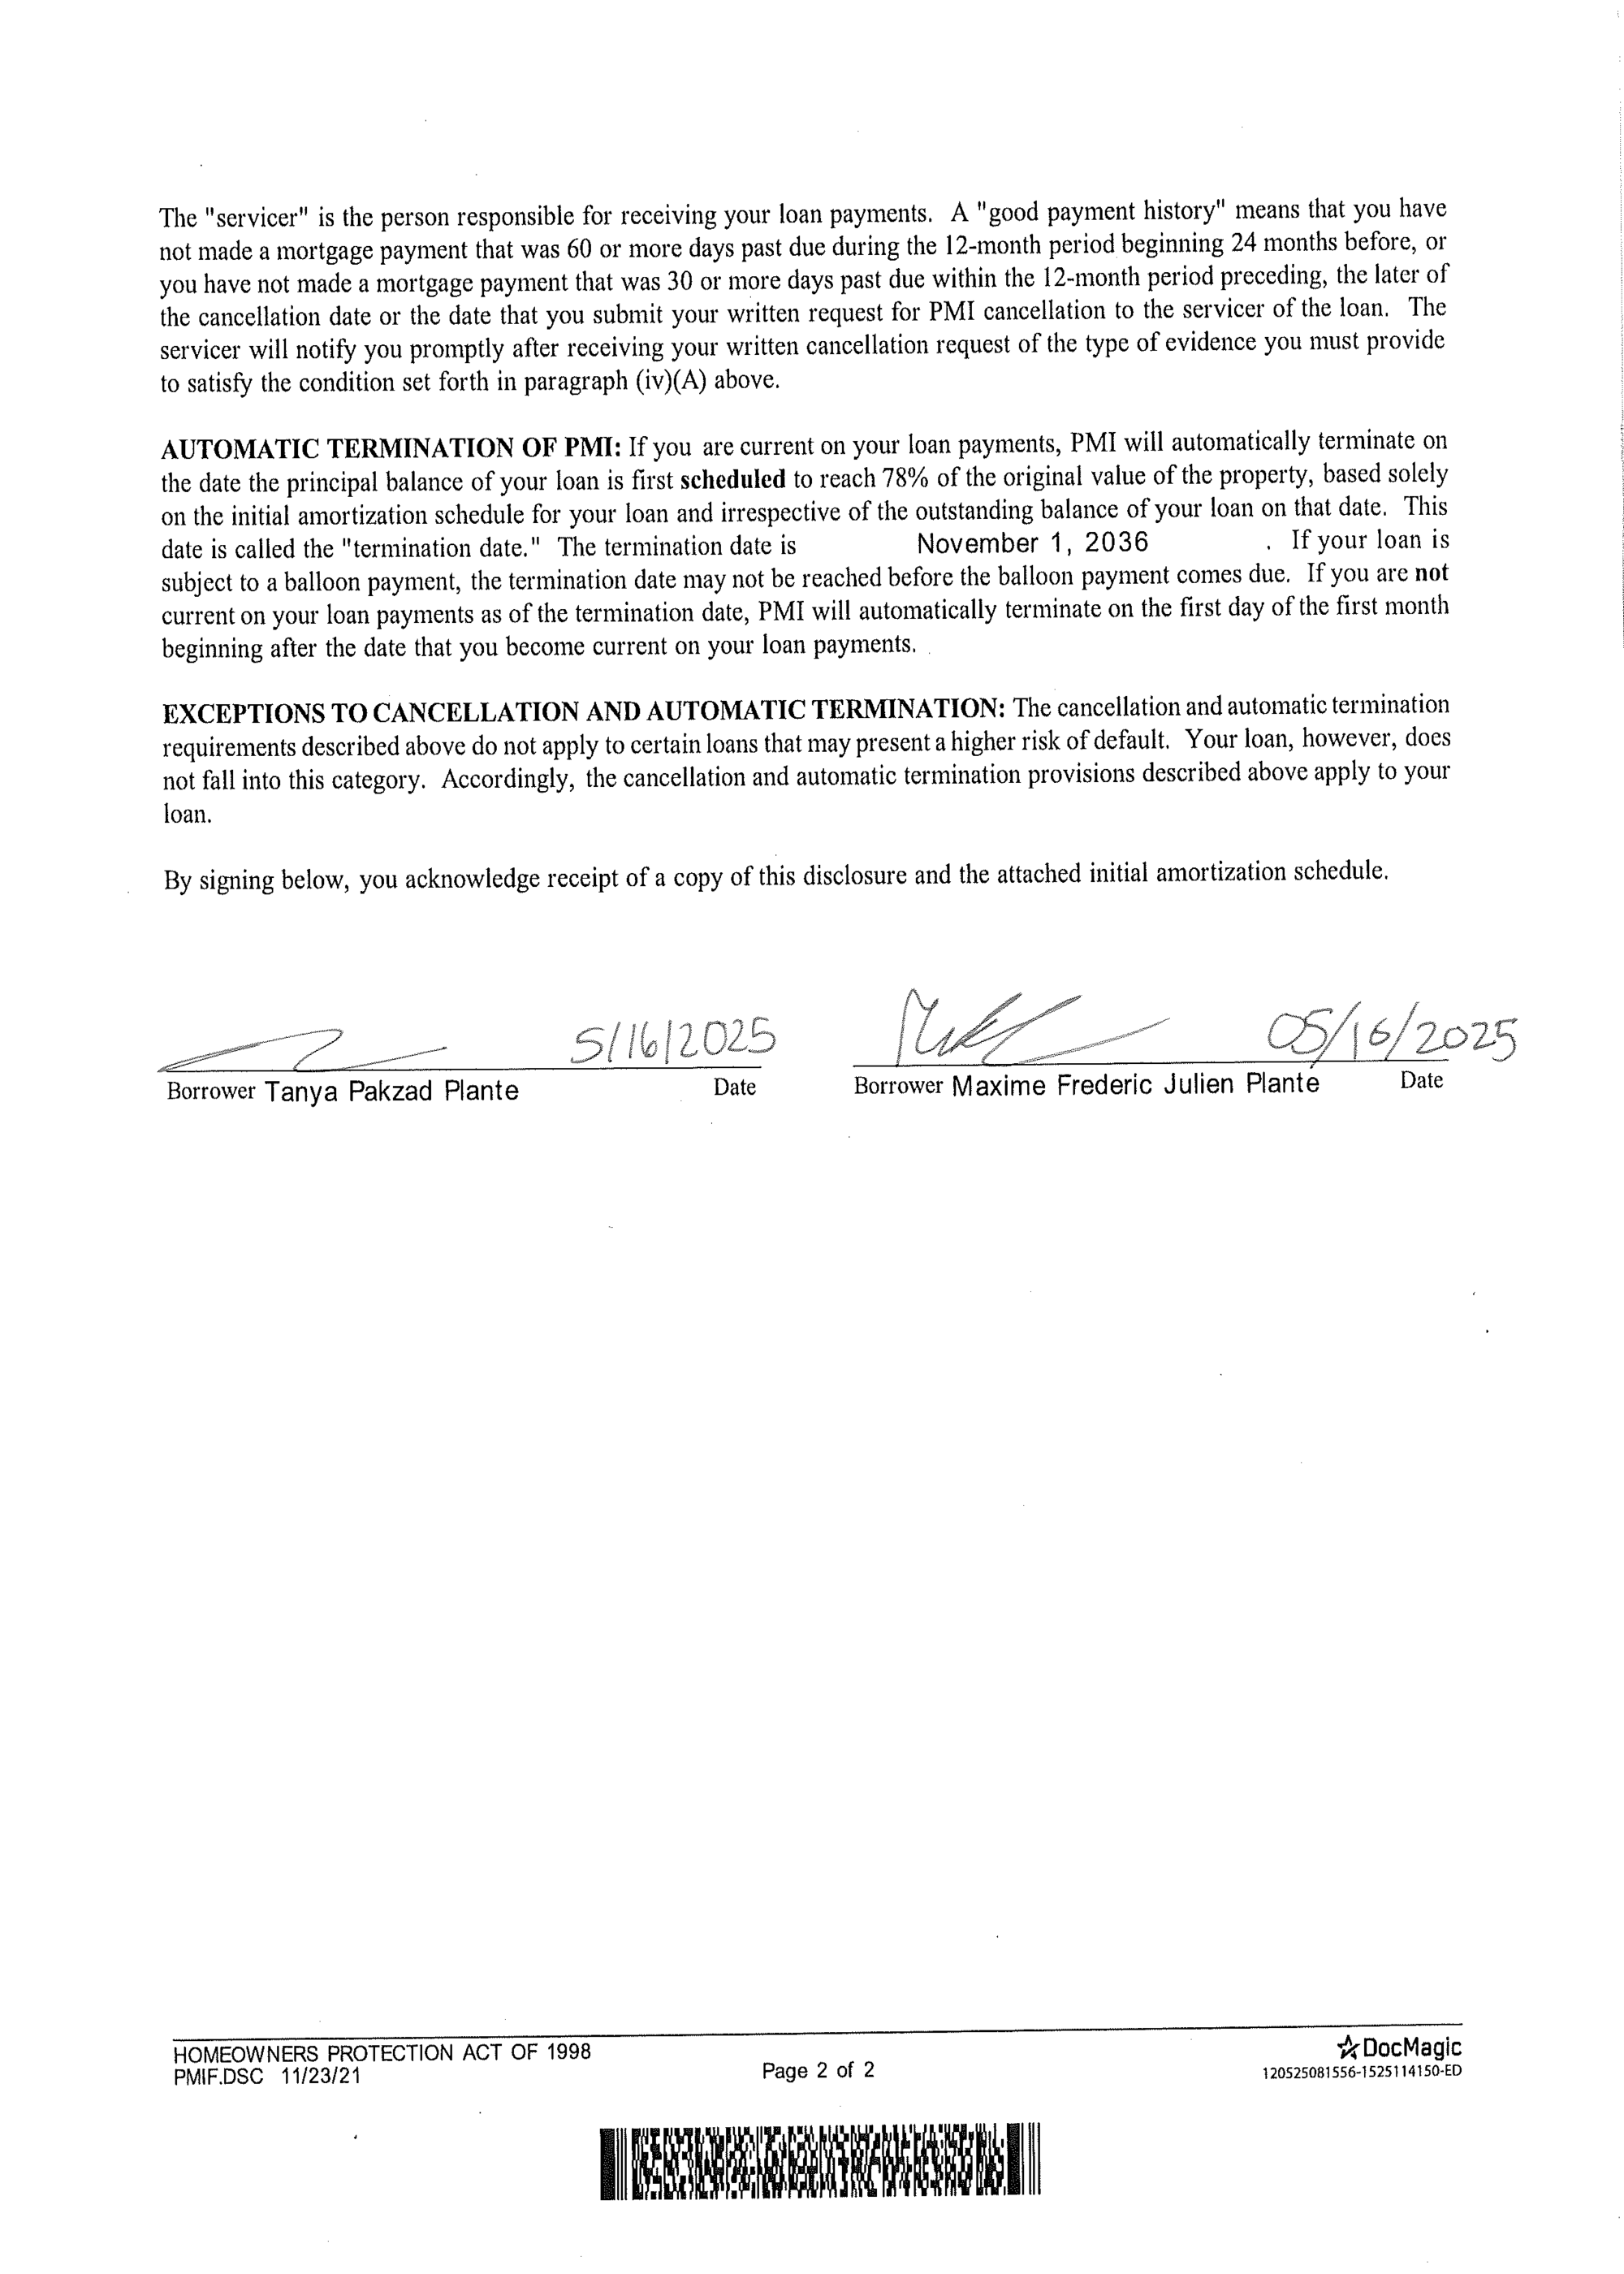 The "servicer" is the person responsible for receiving your loan payments. A "good payment history" means that you have
not made a mortgage payment that was 60 or more days past due during the 12-month period beginning 24 months before, or
you have not made a mortgage payment that was 30 or more days past due within the 12-month period preceding, the later of
the cancellation date or the date that you submit your written request for PMI cancellation to the servicer of the loan. The
servicer will notify you promptly after receiving your written cancellation request of the type of evidence you must provide
to satisfy the condition set forth in paragraph (iv)(A) above.
AUTOMATIC TERMINATION OF PMI: If you are current on your loan payments, PMI will automatically terminate on
the date the principal balance of your loan is first scheduled to reach 78% of the original value of the property, based solely
on the initial amortization schedule for your loan and irrespective of the outstanding balance of your loan on that date. This
date is called the "termination date." The termination date is November 1, 2036 . If your loan is
subject to a balloon payment, the termination date may not be reached before the balloon payment comes due. If you are not
current on your loan payments as of the termination date, PMI will automatically terminate on the first day of the first month
beginning after the date that you become current on your loan payments.
EXCEPTIONS TO CANCELLATION AND AUTOMATIC TERMINATION: The cancellation and automatic termination
requirements described above do not apply to certain loans that may present a higher risk of default. Your loan, however, does
not fall into this category. Accordingly, the cancellation and automatic termination provisions described above apply to your
loan.
By signing below, you acknowledge receipt of a copy of this disclosure and the attached initial amortization schedule.
5/16/2025 05/16/2025
Borrower Tanya Pakzad Plante Date Borrower Maxime Frederic Julien Plante Date
HOMEOWNERS PROTECTION ACT OF 1998 DocMagic
PMIF.DSC 11/23/21 Page 2 of 2 120525081556-1525114150-ED